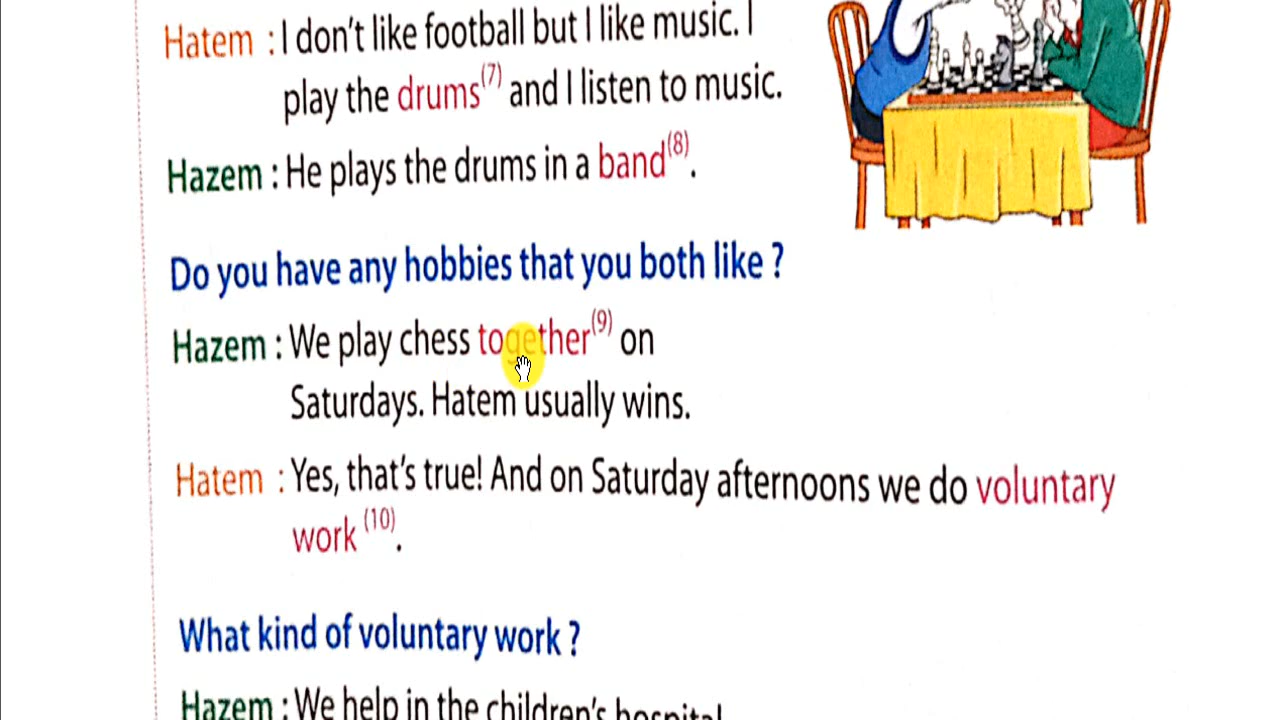 Hatem : I don't like football but I like music. I
play the drums(7) and I listen to music.
Hazem : He plays the drums in a band(8).
Do you have any hobbies that you both like ?
Hazem : We play chess together(9) on
Saturdays. Hatem usually wins.
Hatem : Yes, that's true! And on Saturday afternoons we do voluntary
work (10).
What kind of voluntary work ?
Hazem : We help in the children's hospital